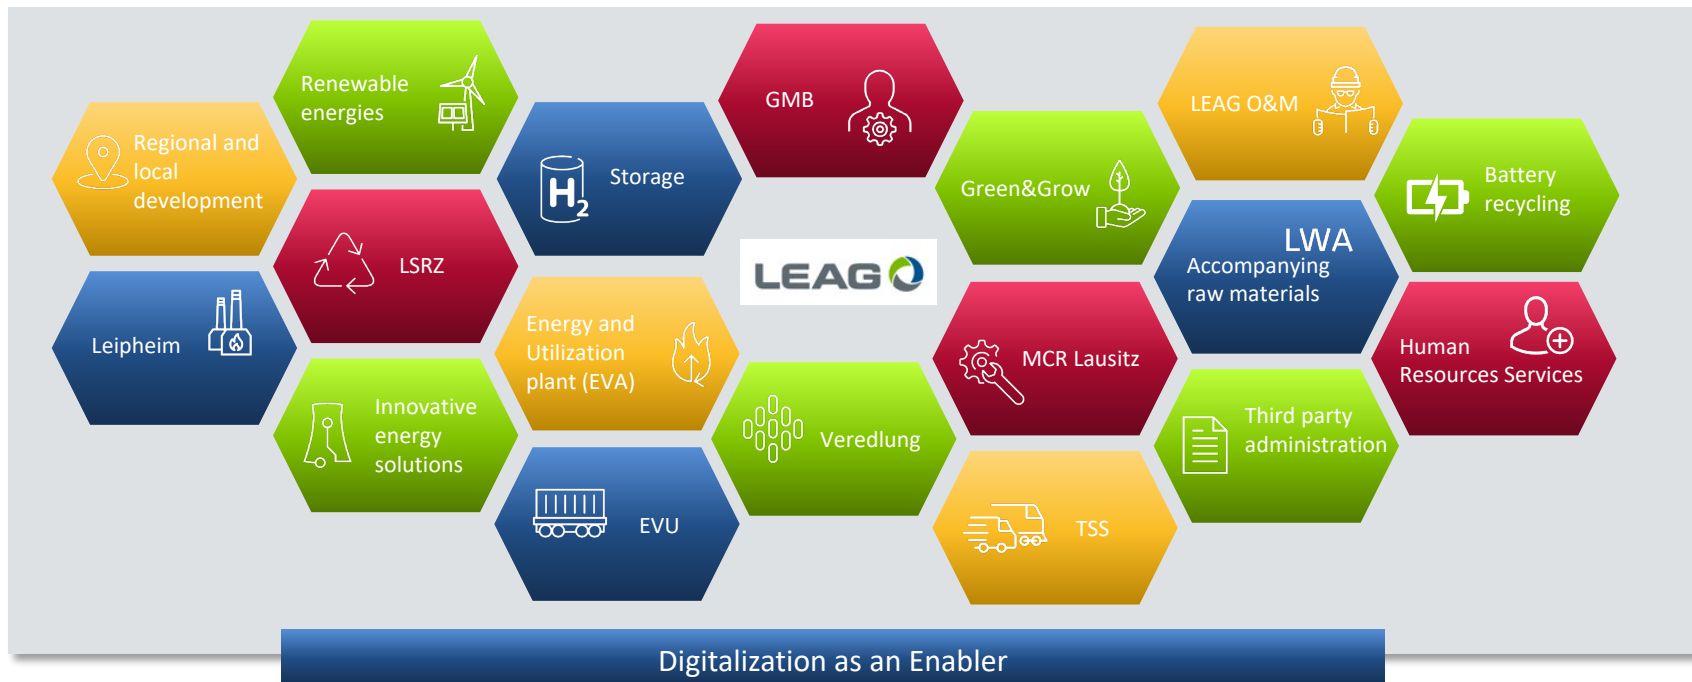 Renewable
energies
GMB
LEAG O&M
Regional and
local
development
Storage
H2
Green&Grow
Battery
recycling
LSRZ
LEAG
LWA
Accompanying
raw materials
Leipheim
Energy and
Utilization
plant (EVA)
MCR Lausitz
Human
Resources Services
Innovative
energy
solutions
Veredlung
Third party
administration
EVU
TSS
Digitalization as an Enabler